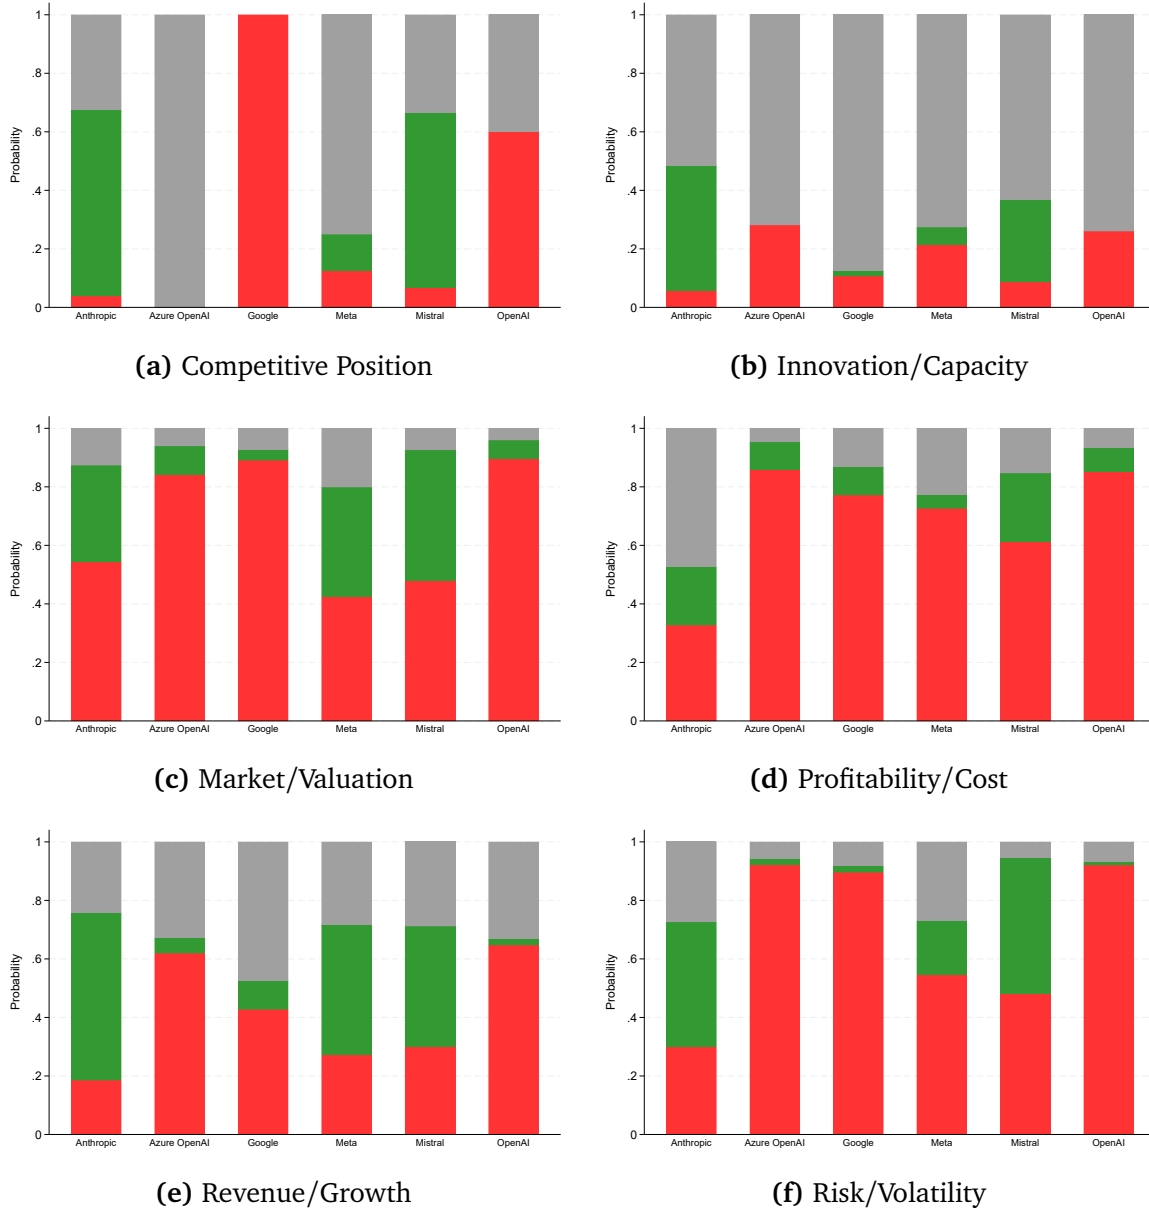 1
.8
.6
.4
.2
0
Probability
Anthropic Azure OpenAI Google Meta Mistral OpenAI
(a) Competitive Position
1
.8
.6
.4
.2
0
Probability
Anthropic Azure OpenAI Google Meta Mistral OpenAI
(b) Innovation/Capacity
1
.8
.6
.4
.2
0
Probability
Anthropic Azure OpenAI Google Meta Mistral OpenAI
(c) Market/Valuation
1
.8
.6
.4
.2
0
Probability
Anthropic Azure OpenAI Google Meta Mistral OpenAI
(d) Profitability/Cost
1
.8
.6
.4
.2
0
Probability
Anthropic Azure OpenAI Google Meta Mistral OpenAI
(e) Revenue/Growth
1
.8
.6
.4
.2
0
Probability
Anthropic Azure OpenAI Google Meta Mistral OpenAI
(f) Risk/Volatility